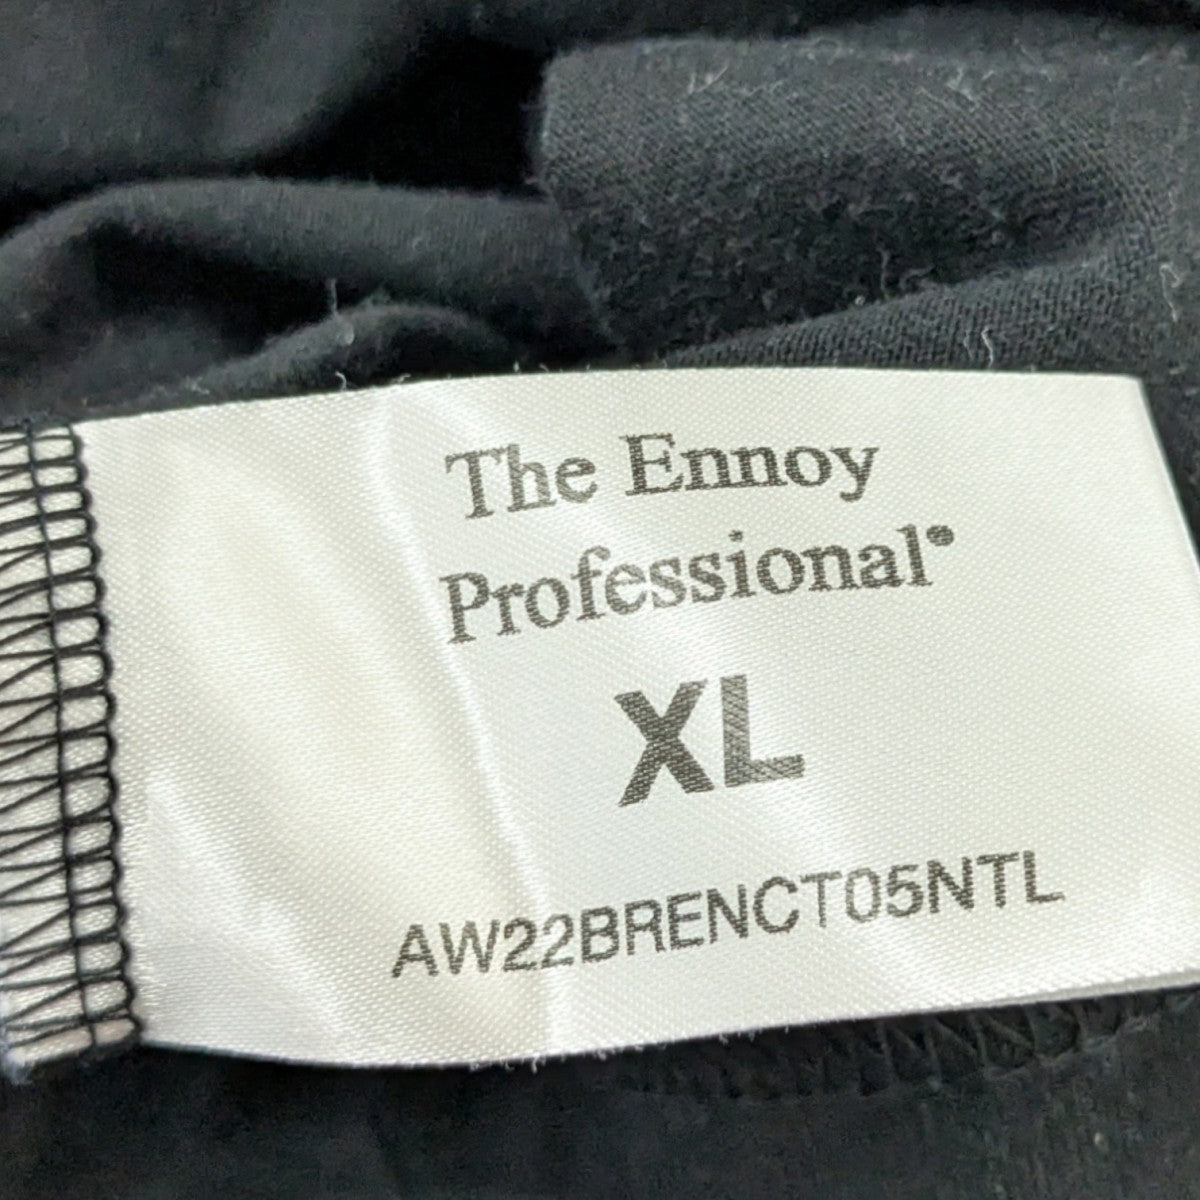 The Ennoy
Professional®
XL
AW22BRENCT05NTL